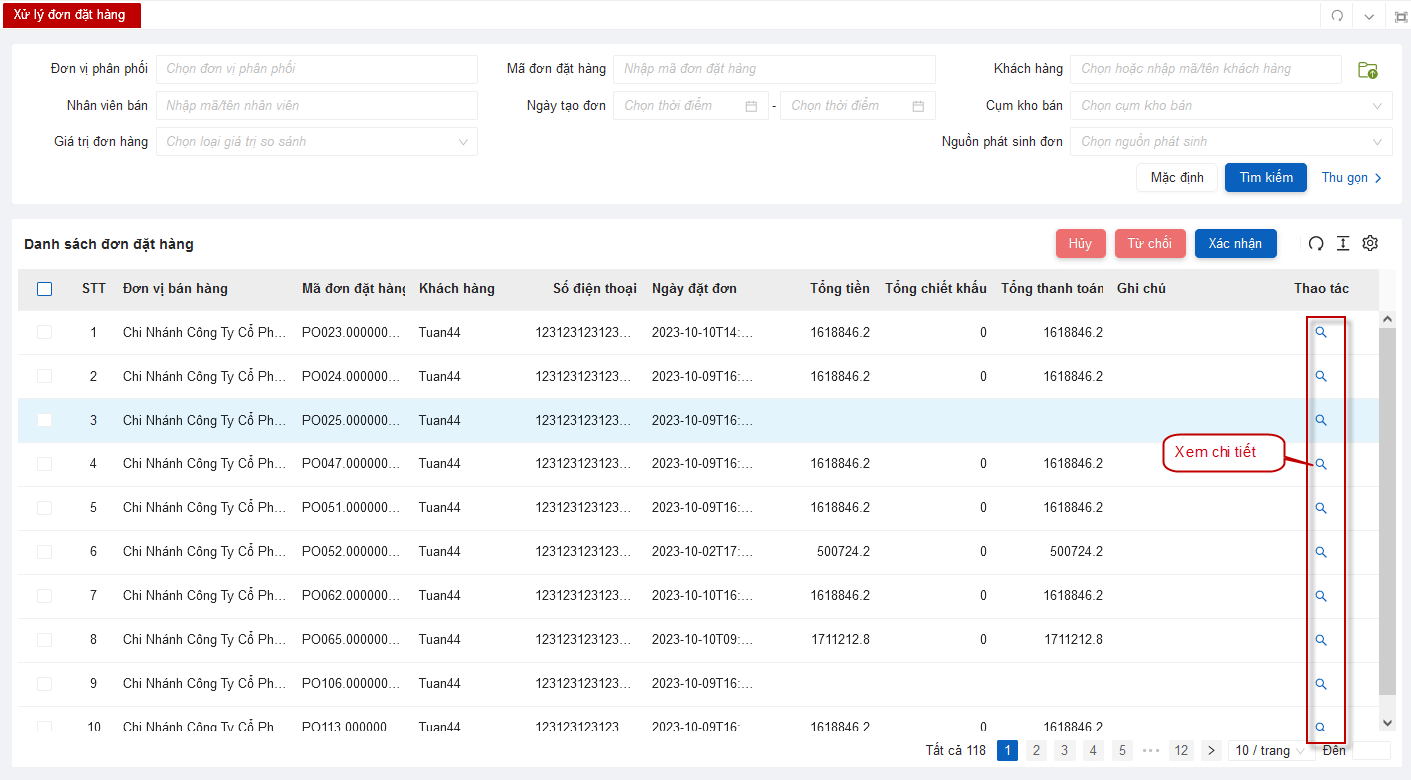 Xử lý đơn đặt hàng
Đơn vị phân phối Chọn đơn vị phân phối Mã đơn đặt hàng Nhập mã đơn đặt hàng Khách hàng Chọn hoặc nhập mã/tên khách hàng
Nhân viên bán Nhập mã/tên nhân viên Ngày tạo đơn Chọn thời điểm - Chọn thời điểm Cụm kho bán Chọn cụm kho bán
Giá trị đơn hàng Chọn loại giá trị so sánh Nguồn phát sinh đơn Chọn nguồn phát sinh
Mặc định Tìm kiếm Thu gọn
Danh sách đơn đặt hàng Hủy Từ chối Xác nhận
STT Đơn vị bán hàng Mã đơn đặt hàng Khách hàng Số điện thoại Ngày đặt đơn Tổng tiền Tổng chiết khấu Tổng thanh toán Ghi chú Thao tác
1 Chi Nhánh Công Ty Cổ Ph... PO023.000000... Tuan44 123123123123... 2023-10-10T14:... 1618846.2 0 1618846.2
2 Chi Nhánh Công Ty Cổ Ph... PO024.000000... Tuan44 123123123123... 2023-10-09T16:... 1618846.2 0 1618846.2
3 Chi Nhánh Công Ty Cổ Ph... PO025.000000... Tuan44 123123123123... 2023-10-09T16:...
4 Chi Nhánh Công Ty Cổ Ph... PO047.000000... Tuan44 123123123123... 2023-10-09T16:... 1618846.2 0 1618846.2
Xem chi tiết
5 Chi Nhánh Công Ty Cổ Ph... PO051.000000... Tuan44 123123123123... 2023-10-09T16:... 1618846.2 0 1618846.2
6 Chi Nhánh Công Ty Cổ Ph... PO052.000000... Tuan44 123123123123... 2023-10-02T17:... 500724.2 0 500724.2
7 Chi Nhánh Công Ty Cổ Ph... PO062.000000... Tuan44 123123123123... 2023-10-10T16:... 1618846.2 0 1618846.2
8 Chi Nhánh Công Ty Cổ Ph... PO065.000000... Tuan44 123123123123... 2023-10-10T09:... 1711212.8 0 1711212.8
9 Chi Nhánh Công Ty Cổ Ph... PO106.000000... Tuan44 123123123123... 2023-10-09T16:...
10 Chi Nhánh Công Ty Cổ Ph PO113.000000 Tuan44 123123123123 2023-10-09T16: 1618846.2 0 1618846.2
Tất cả 118 1 2 3 4 5 ••• 12 10 / trang Đến